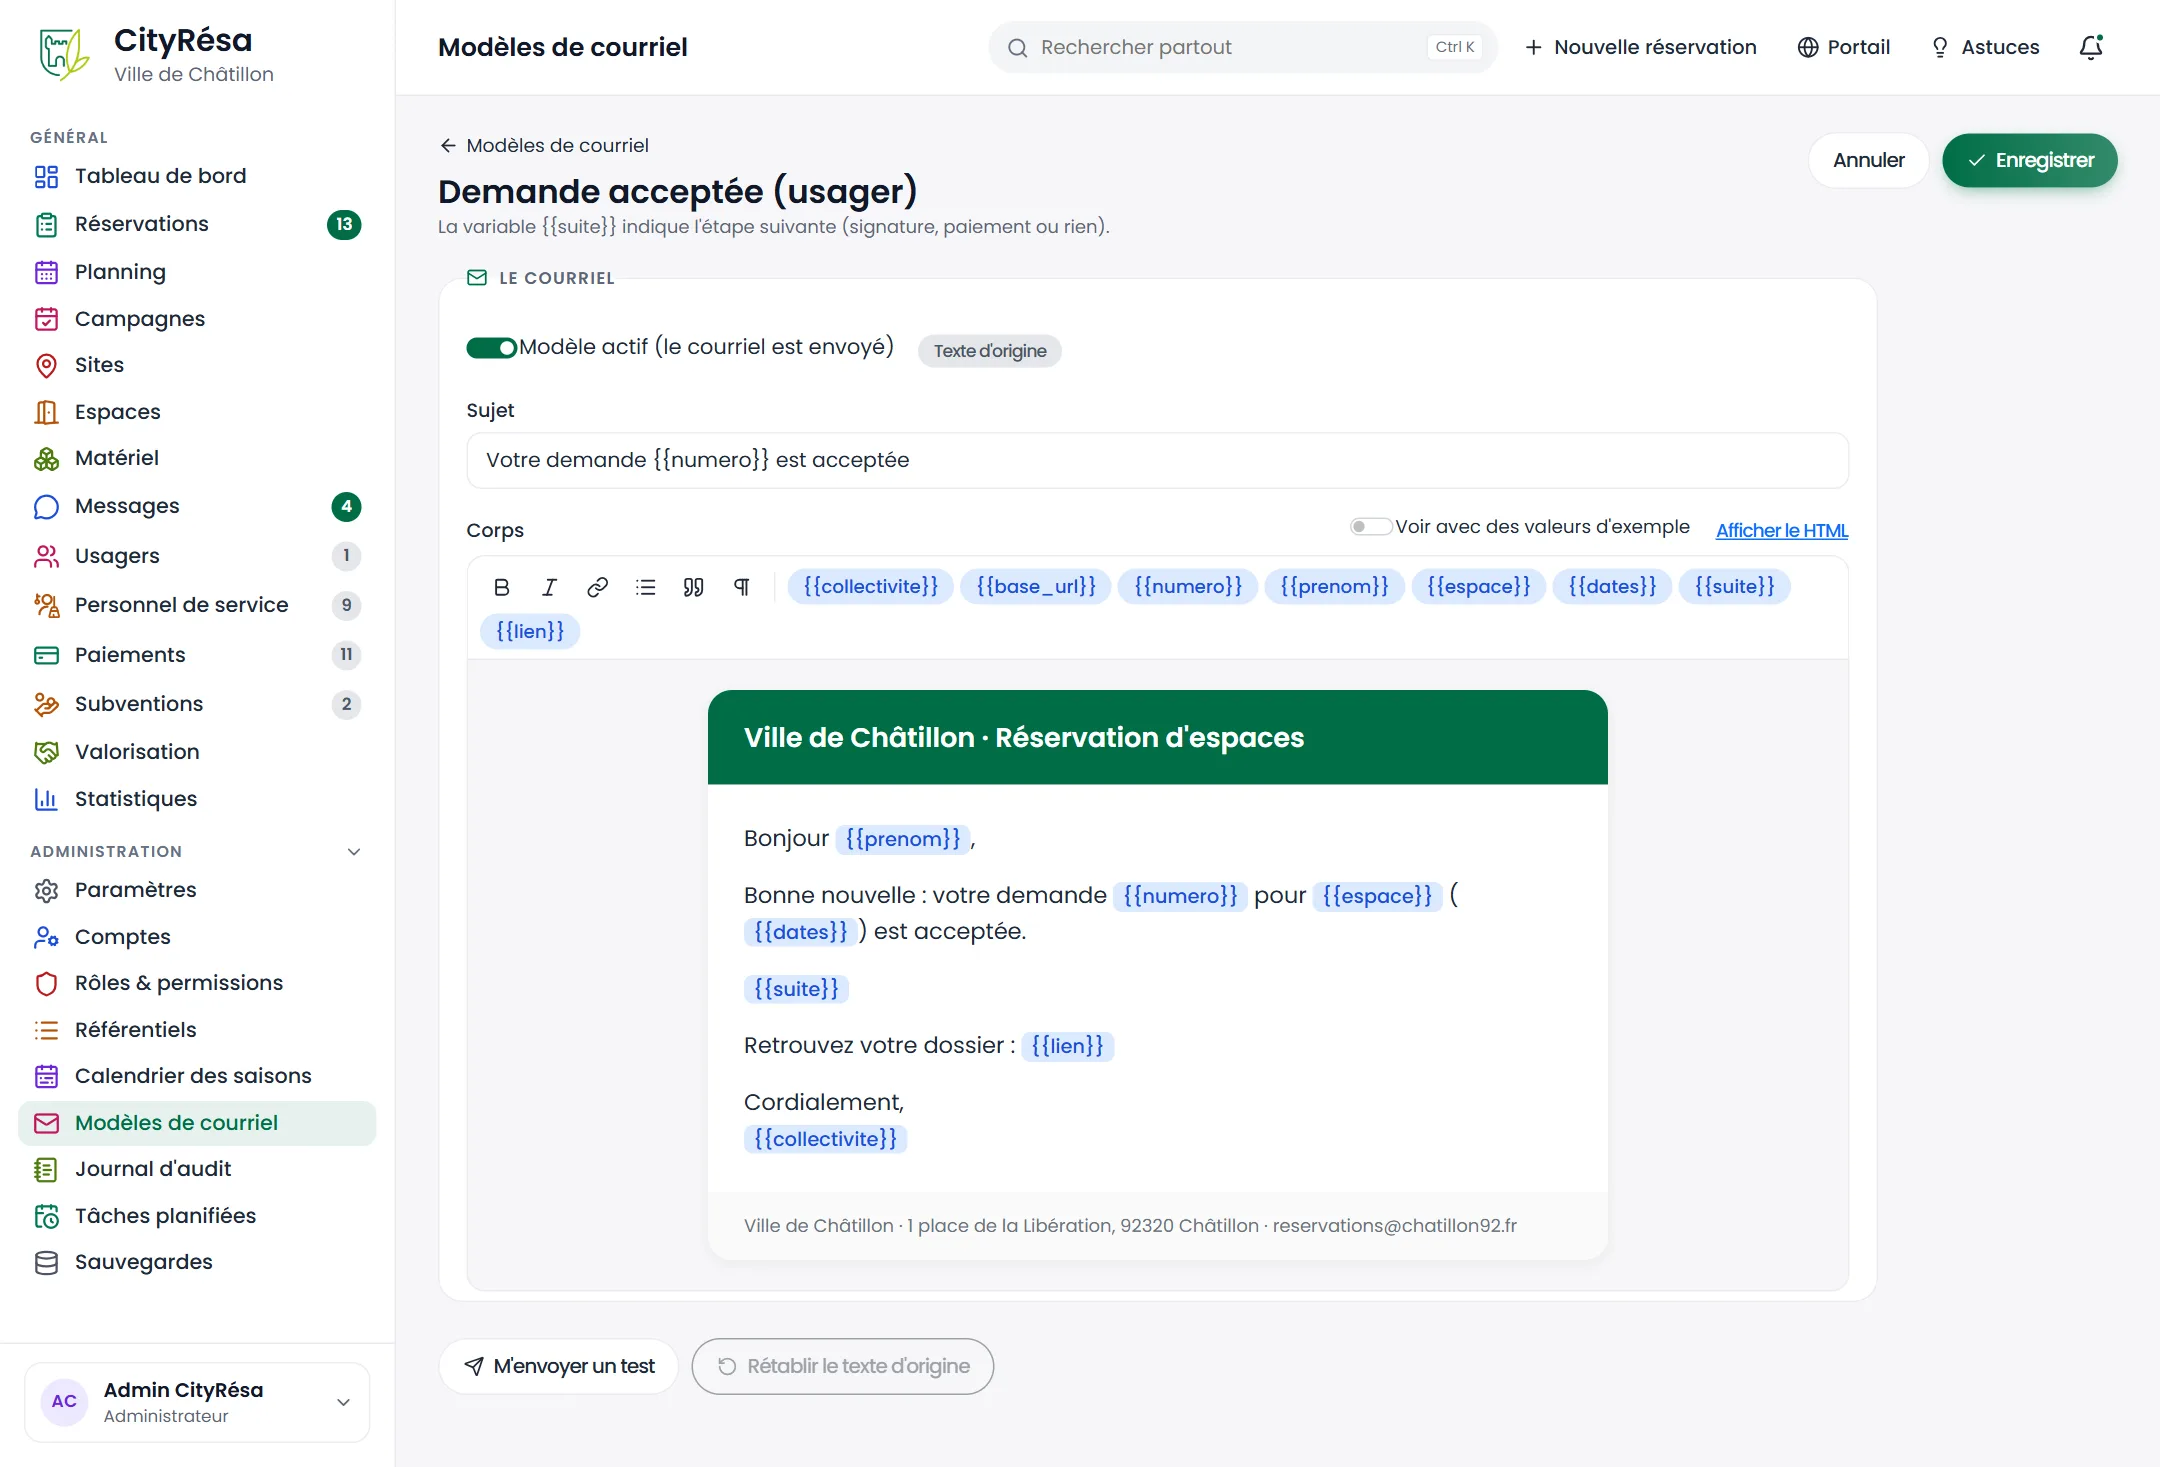 CityRésa
Ville de Châtillon
GÉNÉRAL
Tableau de bord
Réservations 13
Planning
Campagnes
Sites
Espaces
Matériel
Messages 4
Usagers 1
Personnel de service 9
Paiements 11
Subventions 2
Valorisation
Statistiques
ADMINISTRATION
Paramètres
Comptes
Rôles & permissions
Référentiels
Calendrier des saisons
Modèles de courriel
Journal d'audit
Tâches planifiées
Sauvegardes
AC
Admin CityRésa
Administrateur
Modèles de courriel
Rechercher partout Ctrl K
Nouvelle réservation
Portail
Astuces
Modèles de courriel
Demande acceptée (usager)
La variable {{suite}} indique l'étape suivante (signature, paiement ou rien).
Annuler
Enregistrer
LE COURRIEL
Modèle actif (le courriel est envoyé) Texte d'origine
Sujet
Votre demande {{numero}} est acceptée
Corps
Voir avec des valeurs d'exemple Afficher le HTML
B I {{collectivite}} {{base_url}} {{numero}} {{prenom}} {{espace}} {{dates}} {{suite}}
{{lien}}
Ville de Châtillon · Réservation d'espaces
Bonjour {{prenom}},
Bonne nouvelle : votre demande {{numero}} pour {{espace}} (
{{dates}}) est acceptée.
{{suite}}
Retrouvez votre dossier : {{lien}}
Cordialement,
{{collectivite}}
Ville de Châtillon · 1 place de la Libération, 92320 Châtillon · reservations@chatillon92.fr
M'envoyer un test
Rétablir le texte d'origine